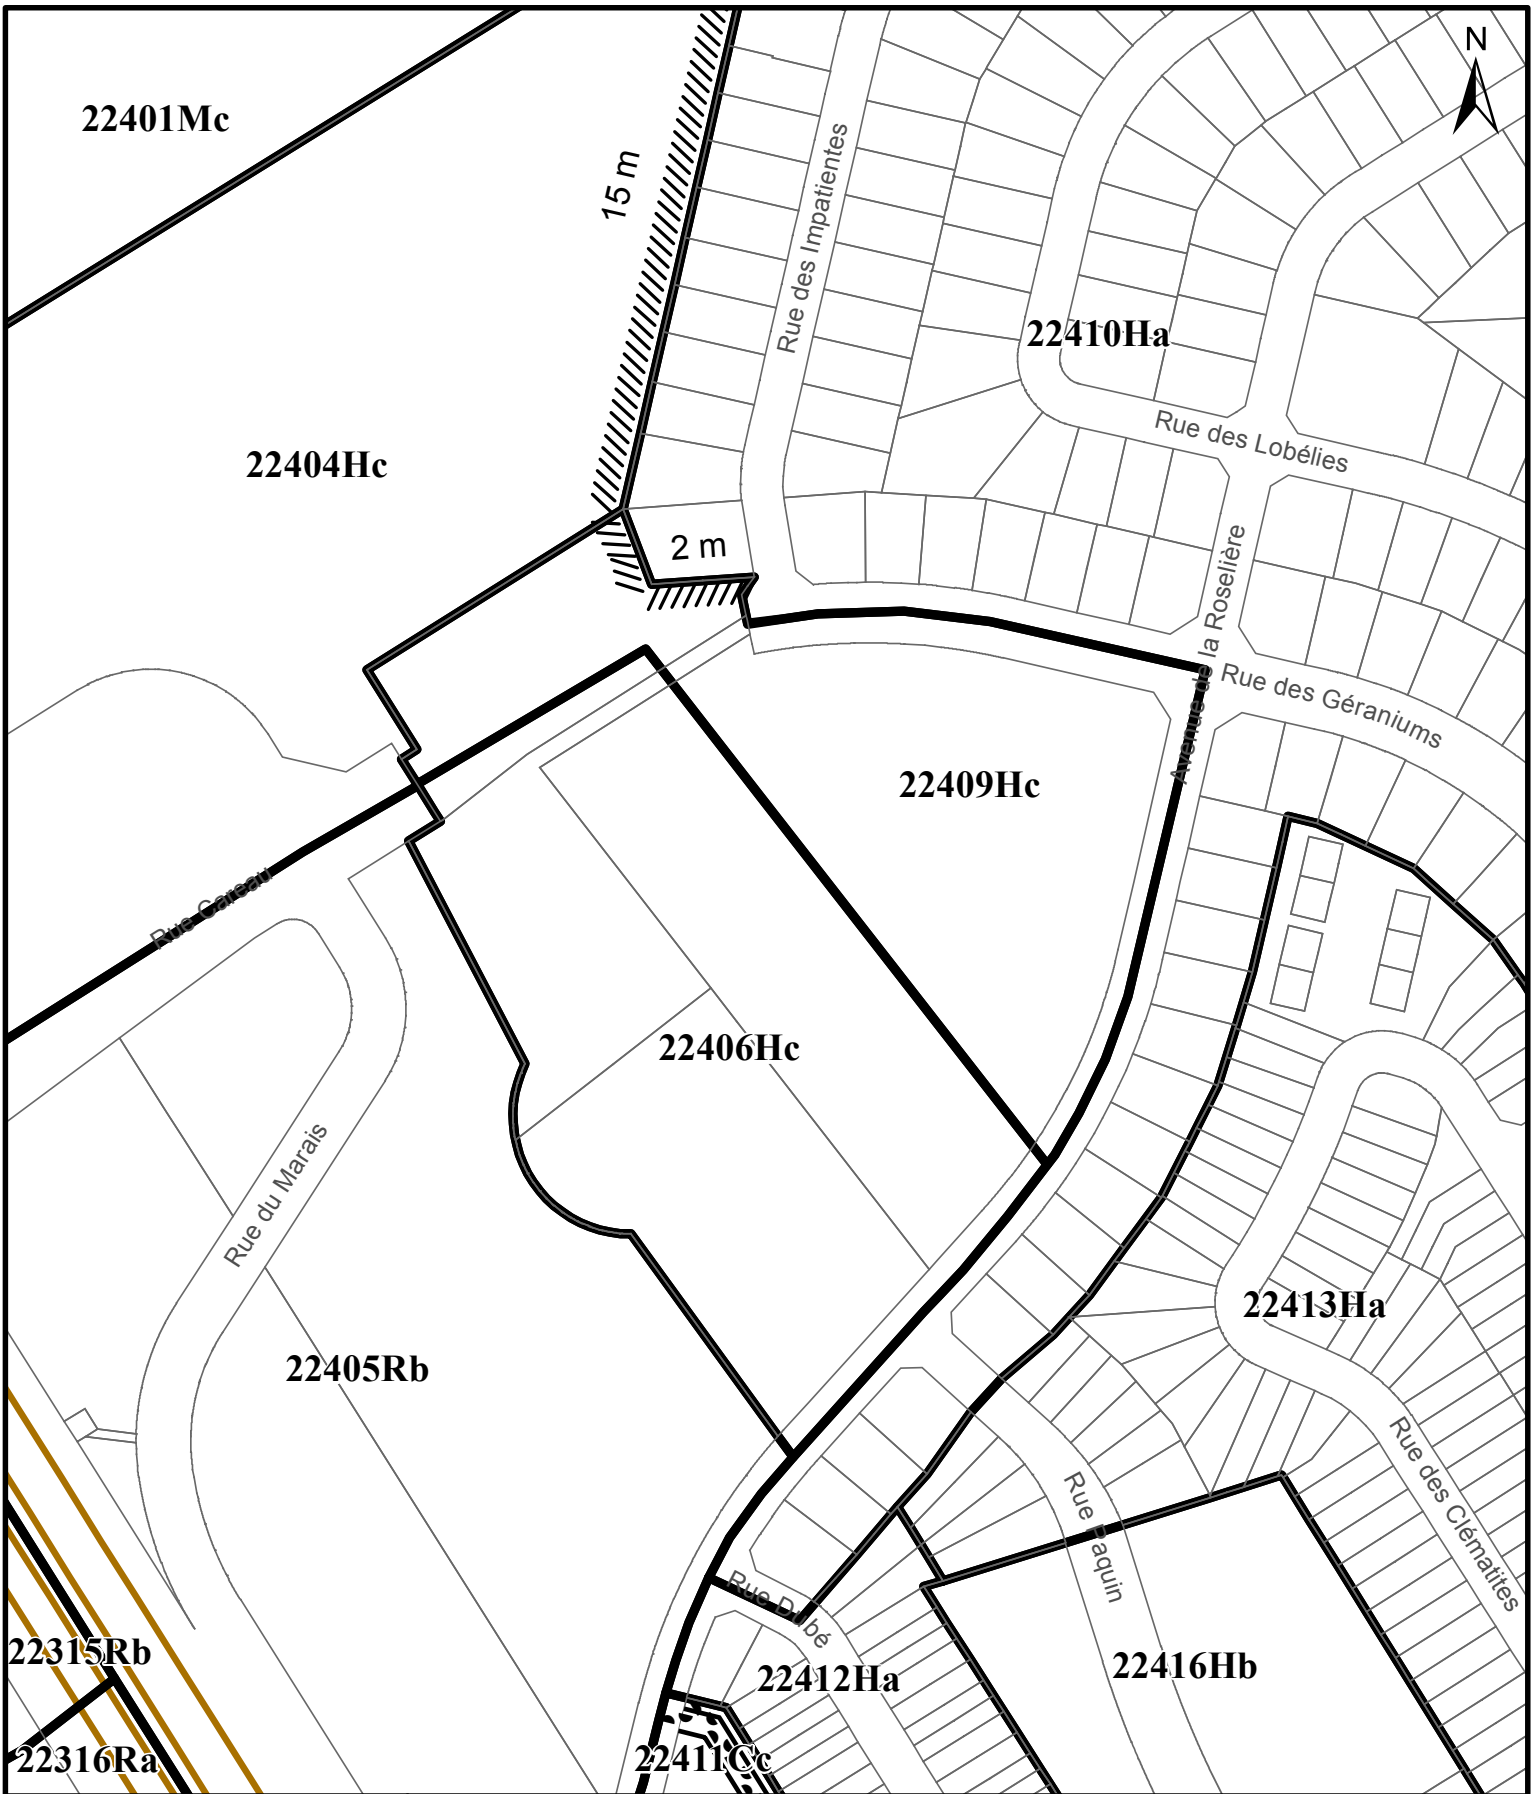 N
22401Mc
15 m
Rue des Impatientes
22410Ha
Rue des Lobélies
22404Hc
2 m
Avenue de la Roselière
Rue des Géraniums
22409Hc
Rue Careau
22406Hc
Rue du Marais
22413Ha
22405Rb
Rue des Clématites
Rue Paquin
Rue Dubé
22315Rb
22412Ha
22416Hb
22316Ra
22411Cc